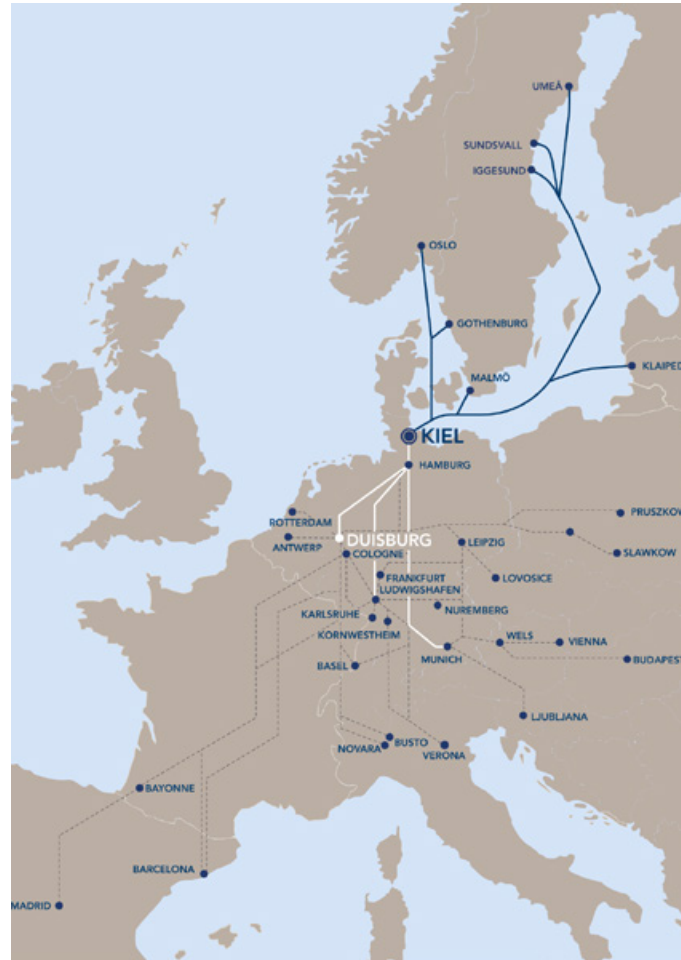 UMEÅ
SUNDSVALL
IGGESUND
OSLO
GOTHENBURG
KLAIPED
MALMÖ
KIEL
HAMBURG
ROTTERDAM
PRUSZKOW
ANTWERP
DUISBURG
LEIPZIG
COLOGNE
SLAWKOW
FRANKFURT
LOVOSICE
LUDWIGSHAFEN
KARLSRUHE
NUREMBERG
KORNWESTHEIM
WELS
VIENNA
BASEL
MUNICH
BUDAPEST
LJUBLJANA
BUSTO
NOVARA
VERONA
BAYONNE
BARCELONA
MADRID